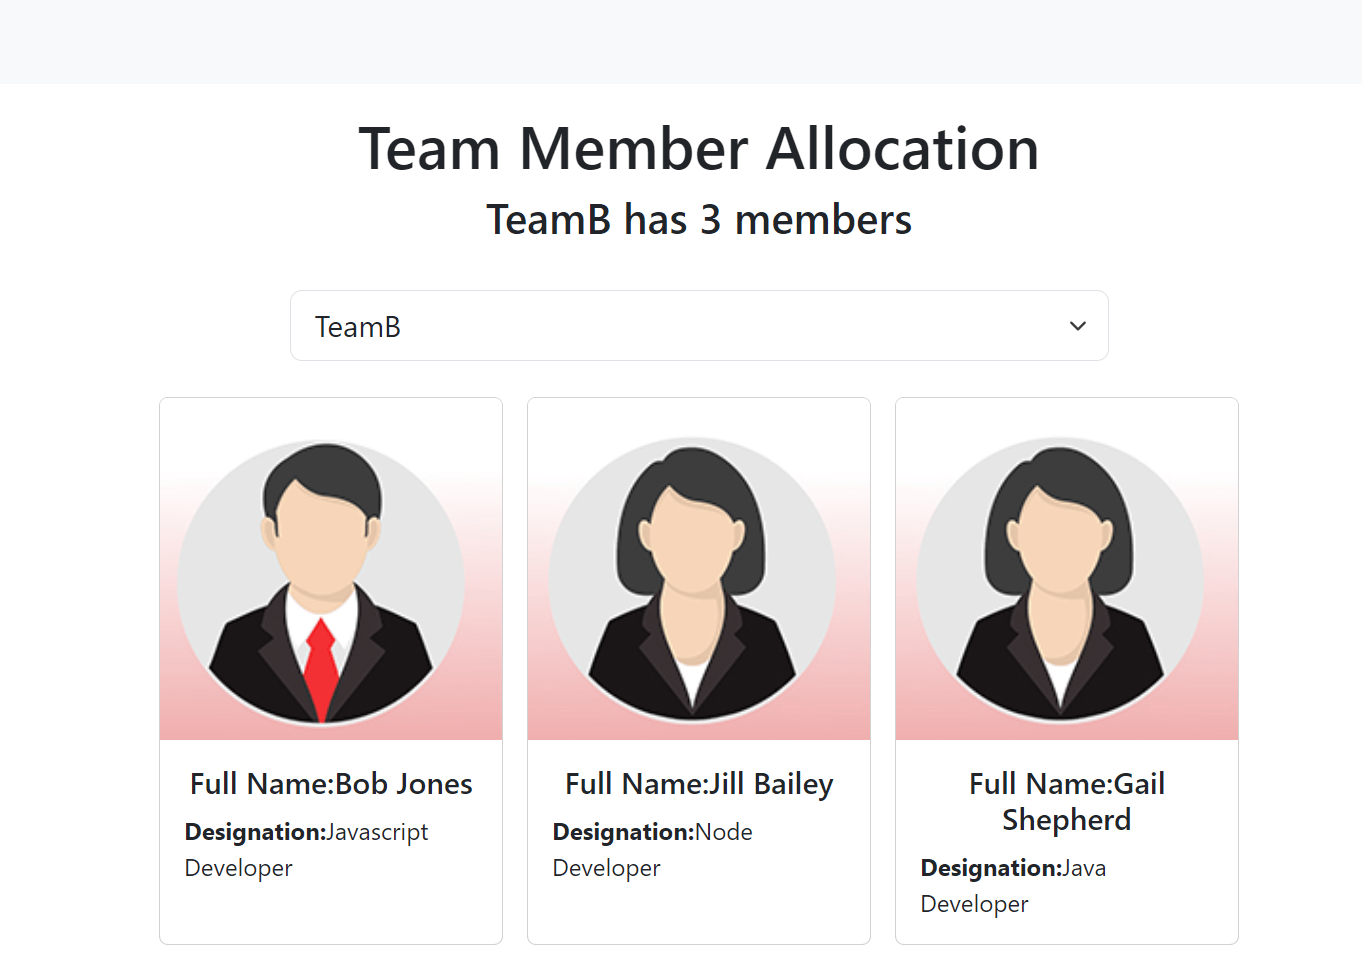 Team Member Allocation
TeamB has 3 members
TeamB
Full Name:Bob Jones
Designation:Javascript
Developer
Full Name:Jill Bailey
Designation:Node
Developer
Full Name:Gail
Shepherd
Designation:Java
Developer